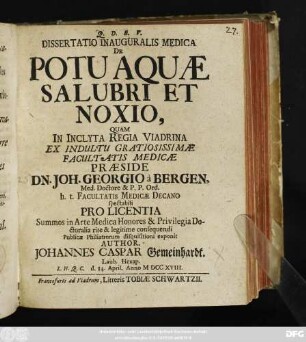 27.
Q. D. B. V.
DISSERTATIO INAUGURALIS MEDICA
DE
POTU AQUÆ
SALUBRI ET
NOXIO,
QUAM
IN INCLYTA REGIA VIADRINA
EX INDULTU GRATIOSISSIMÆ
FACULTATIS MEDICÆ
PRÆSIDE
DN. JOH. GEORGIO à BERGEN,
Med. Doctore & P. P. Ord.
h. t. FACULTATIS MEDICÆ DECANO
spectabili
PRO LICENTIA
Summos in Arte Medica Honores & Privilegia Do-
ctoralia rite & legitime consequendi
Publicæ Philiatrorum disquisitioni exponit
AUTHOR
JOHANNES CASPAR Gemeinhardt.
Laub. Hexap.
L. H. Q. C. d. 24. April. Anno M DCC XVIII.
Francofurti ad Viadrum, Litteris TOBIÆ SCHWARTZII.